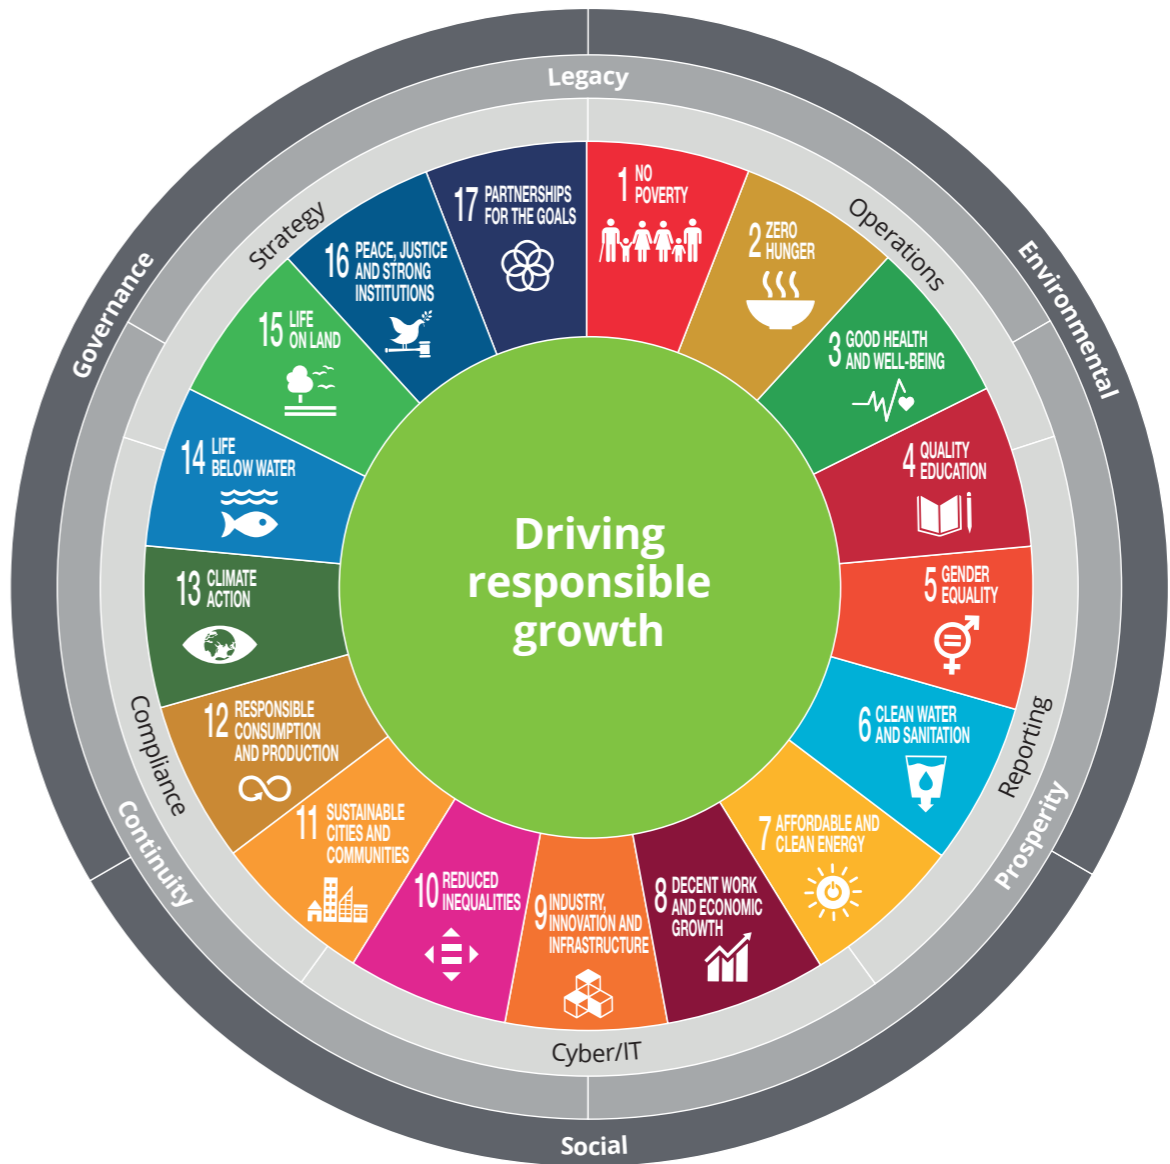 Legacy
Governance
Environmental
Strategy
Operations
1 NO
POVERTY
2 ZERO
HUNGER
3 GOOD HEALTH
AND WELL-BEING
4 QUALITY
EDUCATION
5 GENDER
EQUALITY
6 CLEAN WATER
AND SANITATION
7 AFFORDABLE AND
CLEAN ENERGY
8 DECENT WORK
AND ECONOMIC
GROWTH
9 INDUSTRY,
INNOVATION AND
INFRASTRUCTURE
10 REDUCED
INEQUALITIES
11 SUSTAINABLE
CITIES AND
COMMUNITIES
12 RESPONSIBLE
CONSUMPTION
AND PRODUCTION
13 CLIMATE
ACTION
14 LIFE
BELOW WATER
15 LIFE
ON LAND
16 PEACE, JUSTICE
AND STRONG
INSTITUTIONS
17 PARTNERSHIPS
FOR THE GOALS
Driving
responsible
growth
Compliance
Reporting
Continuity
Prosperity
Cyber/IT
Social